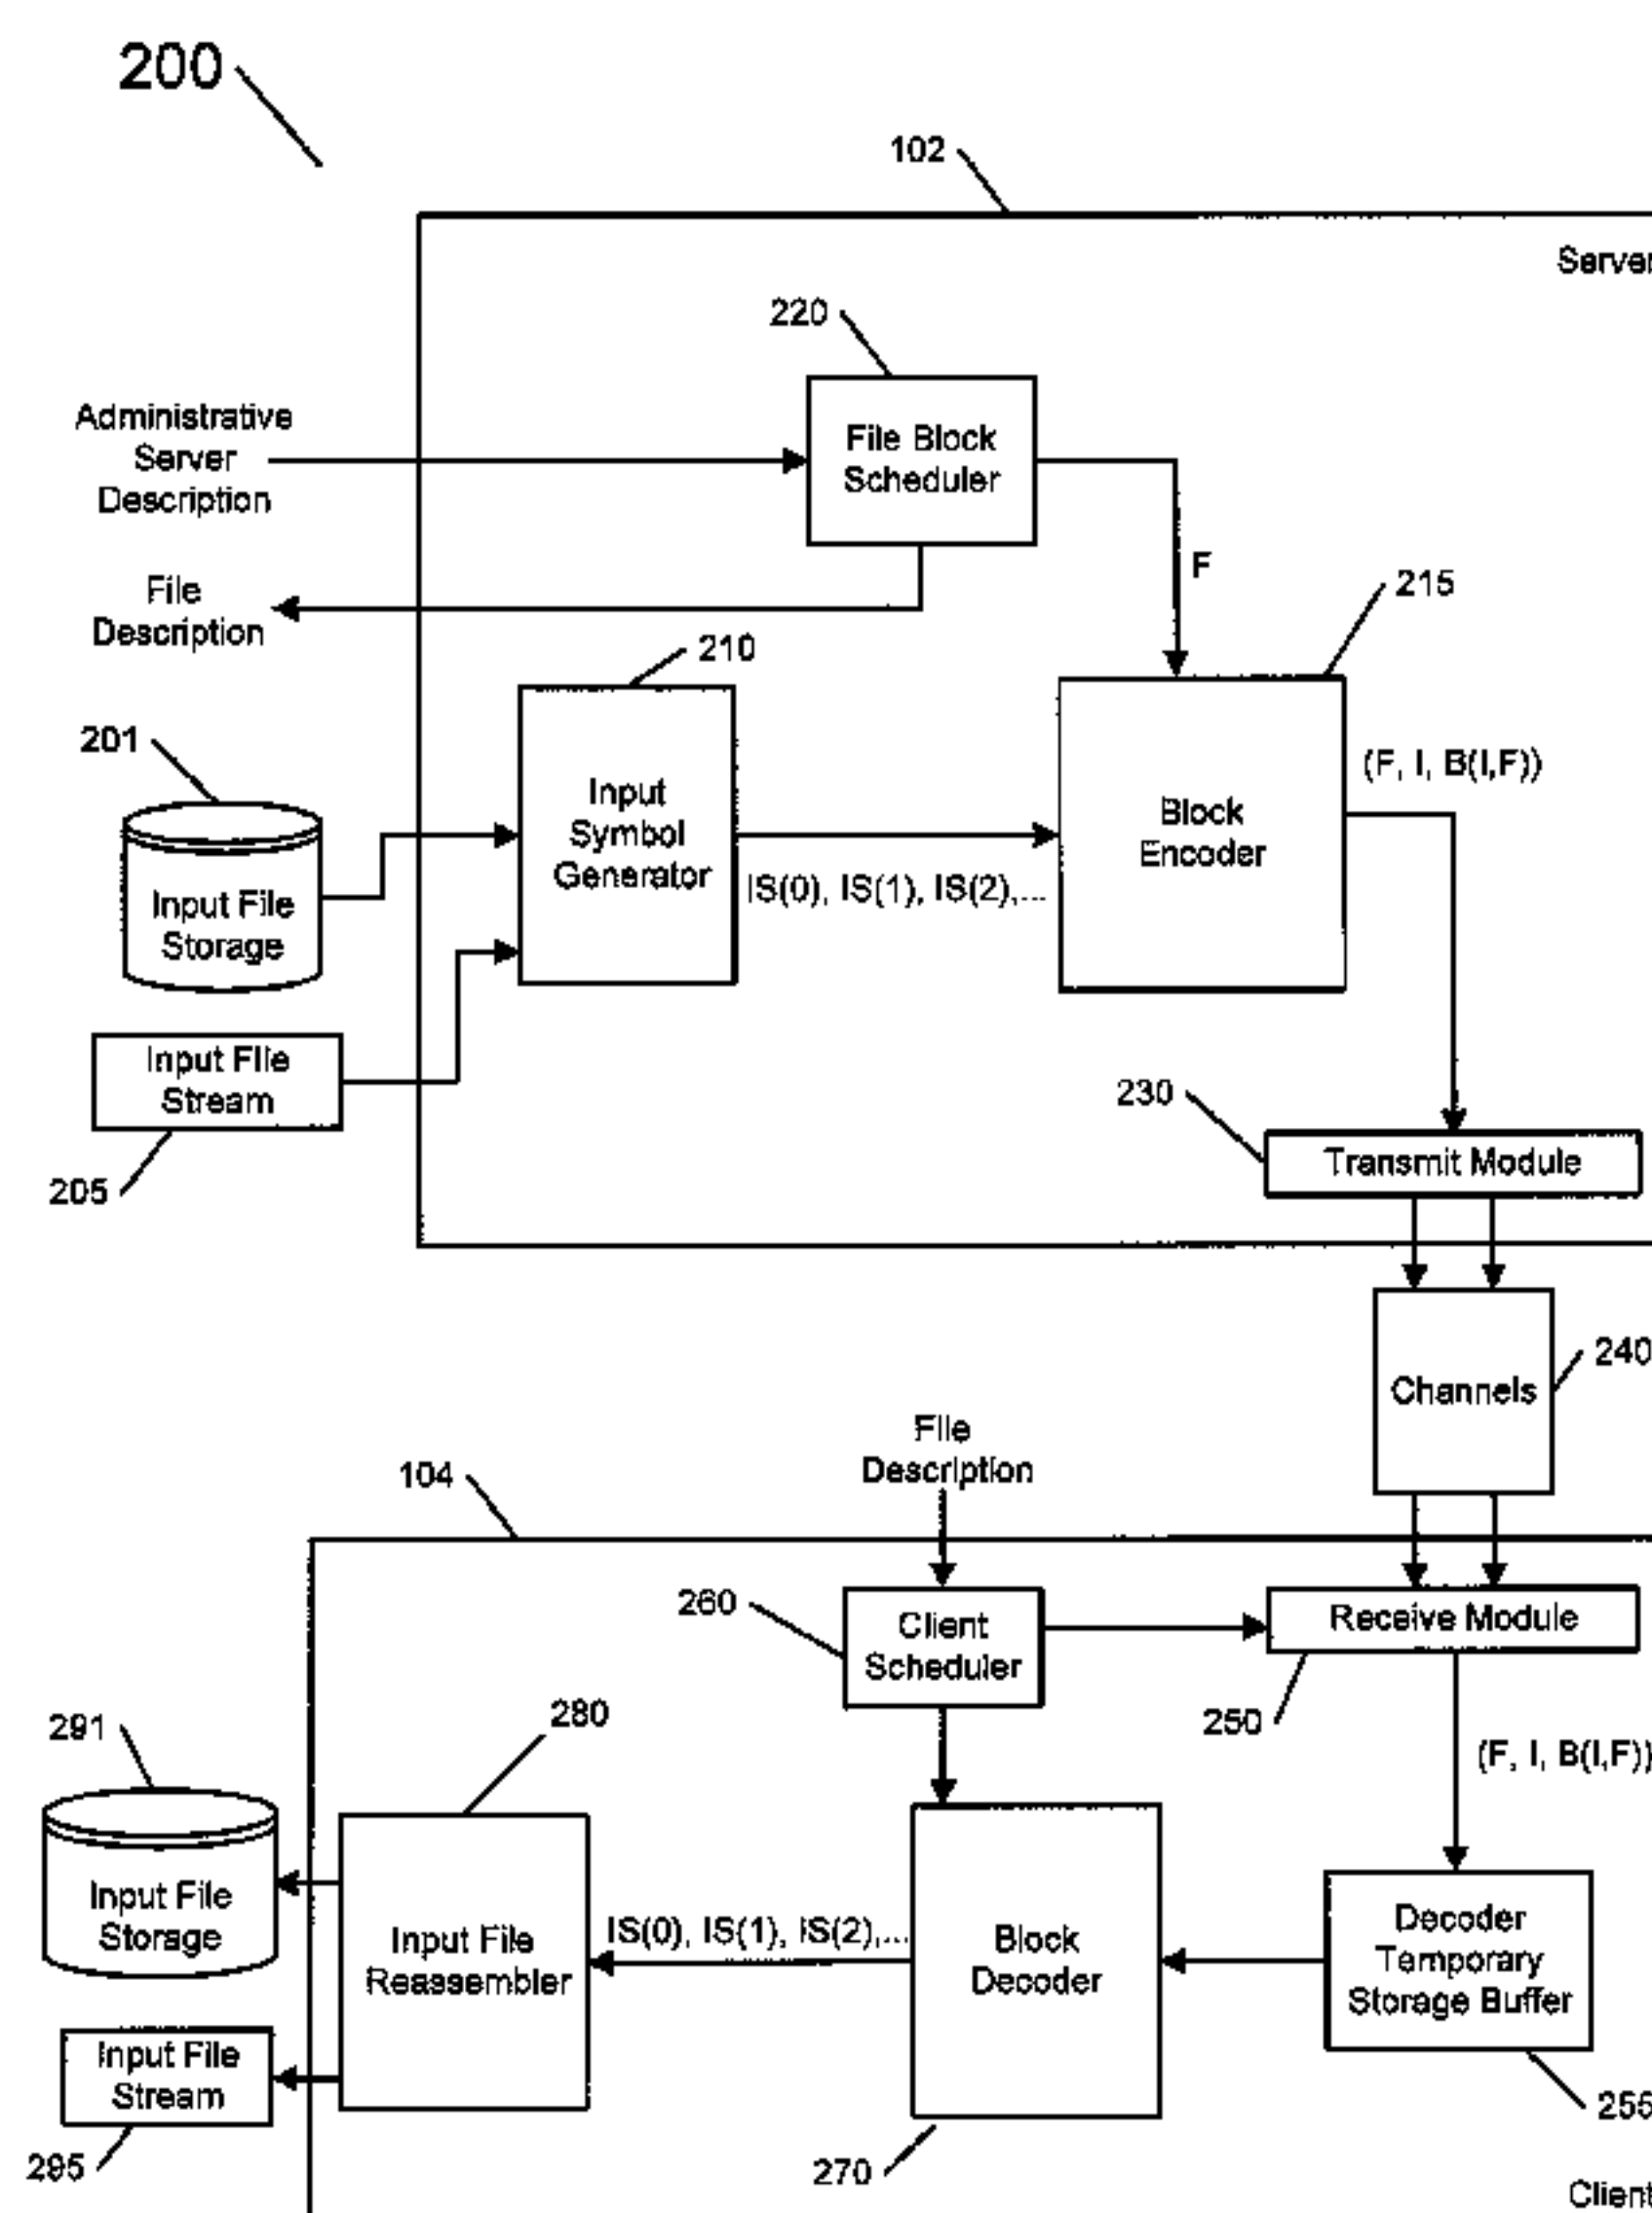 200
102
Server
220
Administrative
Server
Description
File Block
Scheduler
F
File
Description
215
210
201
(F, I, B(I,F))
Input
Symbol
Generator
Block
Encoder
IS(0), IS(1), IS(2),...
Input File
Storage
Input File
Stream
205
230
Transmit Module
240
Channels
File
Description
104
260
Client
Scheduler
Receive Module
250
280
291
(F, I, B(I,F))
Input File
Storage
Input File
Reassembler
IS(0), IS(1), IS(2),...
Block
Decoder
Decoder
Temporary
Storage Buffer
Input File
Stream
295
270
255
Client